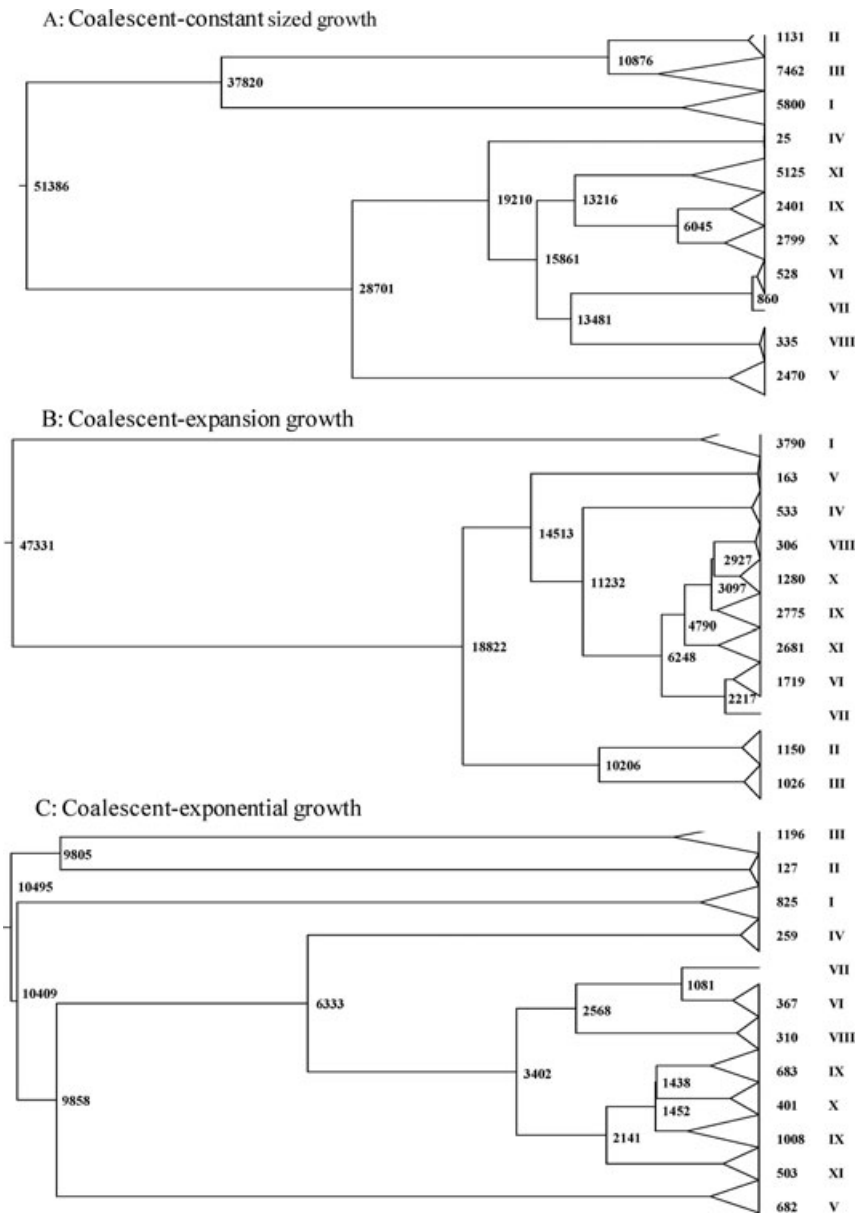 A: Coalescent-constant sized growth
1131 II
10876
7462 III
37820
5800 I
25 IV
5125 XI
51386
19210
13216
2401 IX
6045
2799 X
15861
528 VI
28701
860
VII
13481
335 VIII
2470 V
B: Coalescent-expansion growth
3790 I
163 V
14513
533 IV
47331
306 VIII
2927
11232
1280 X
3097
2775 IX
4790
18822
6248
2681 XI
1719 VI
2217
VII
1150 II
10206
1026 III
C: Coalescent-exponential growth
1196 III
9805
127 II
10495
825 I
259 IV
VII
1081
10409
6333
2568
367 VI
310 VIII
3402
683 IX
1438
9858
401 X
1452
2141
1008 IX
503 XI
682 V